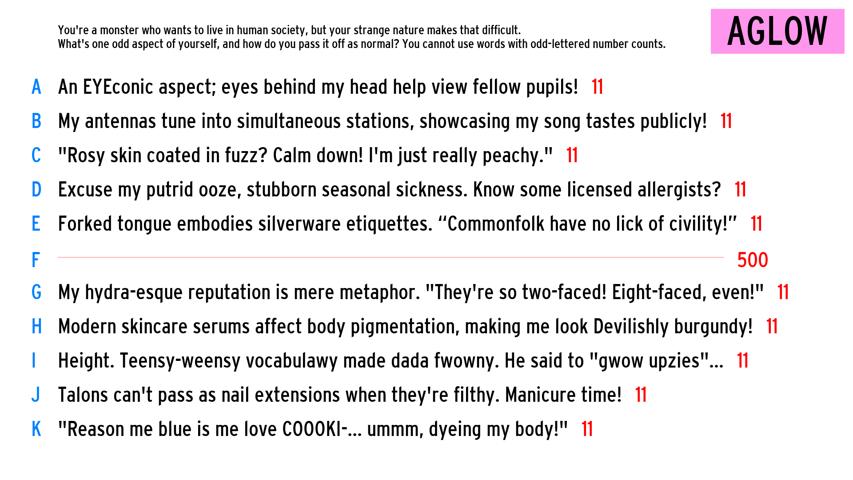 You're a monster who wants to live in human society, but your strange nature makes that difficult.
What's one odd aspect of yourself, and how do you pass it off as normal? You cannot use words with odd-lettered number counts.
AGLOW
A An EYEconic aspect; eyes behind my head help view fellow pupils! 11
B My antennas tune into simultaneous stations, showcasing my song tastes publicly! 11
C "Rosy skin coated in fuzz? Calm down! I'm just really peachy." 11
D Excuse my putrid ooze, stubborn seasonal sickness. Know some licensed allergists? 11
E Forked tongue embodies silverware etiquettes. “Commonfolk have no lick of civility!” 11
F 500
G My hydra-esque reputation is mere metaphor. "They're so two-faced! Eight-faced, even!" 11
H Modern skincare serums affect body pigmentation, making me look Devilishly burgundy! 11
I Height. Teensy-weensy vocabulawy made dada fwowny. He said to "gwow upzies"... 11
J Talons can't pass as nail extensions when they're filthy. Manicure time! 11
K "Reason me blue is me love COOOKI-... ummm, dyeing my body!" 11